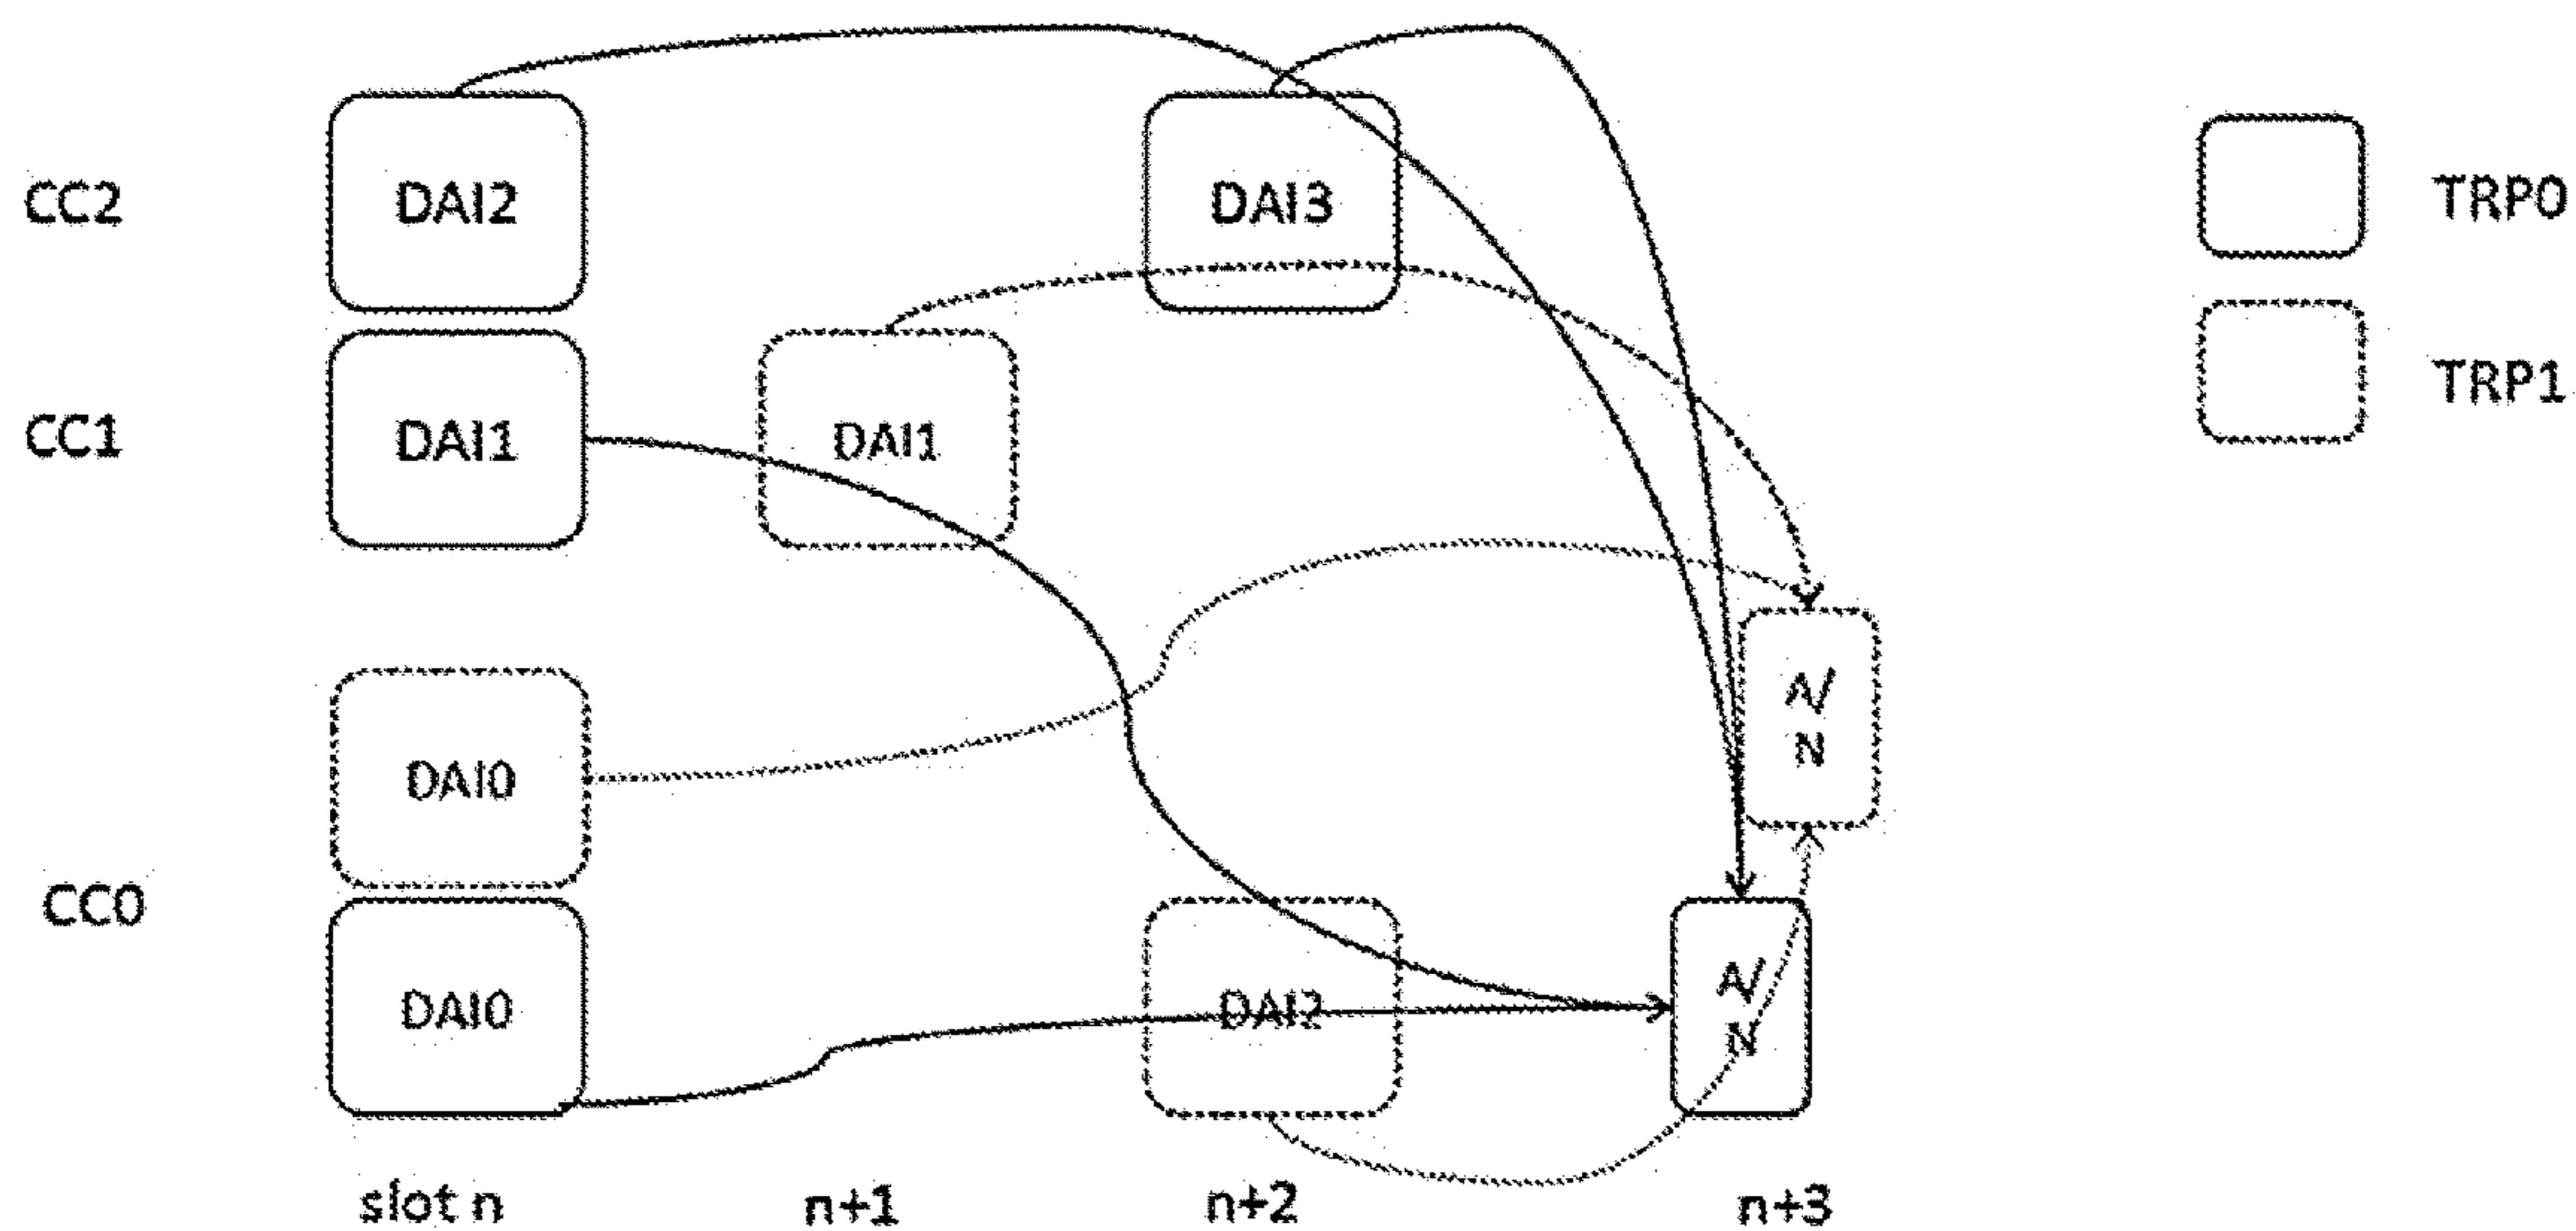 CC2 DAI2 DAI3 TRP0
TRP1
CC1 DAI1 DAI1
A/
N
DAI0
CC0
DAI0 DAI2 A/
N
slot n n+1 n+2 n+3